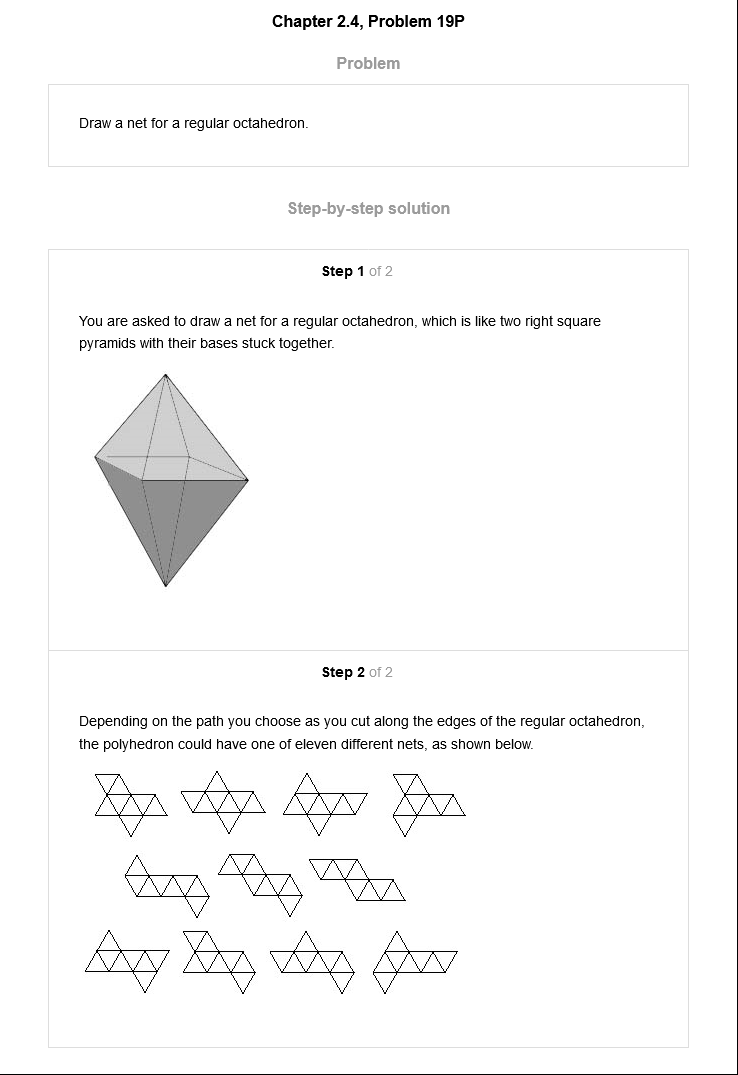 Chapter 2.4, Problem 19P
Problem
Draw a net for a regular octahedron.
Step-by-step solution
Step 1 of 2
You are asked to draw a net for a regular octahedron, which is like two right square
pyramids with their bases stuck together.
Step 2 of 2
Depending on the path you choose as you cut along the edges of the regular octahedron,
the polyhedron could have one of eleven different nets, as shown below.